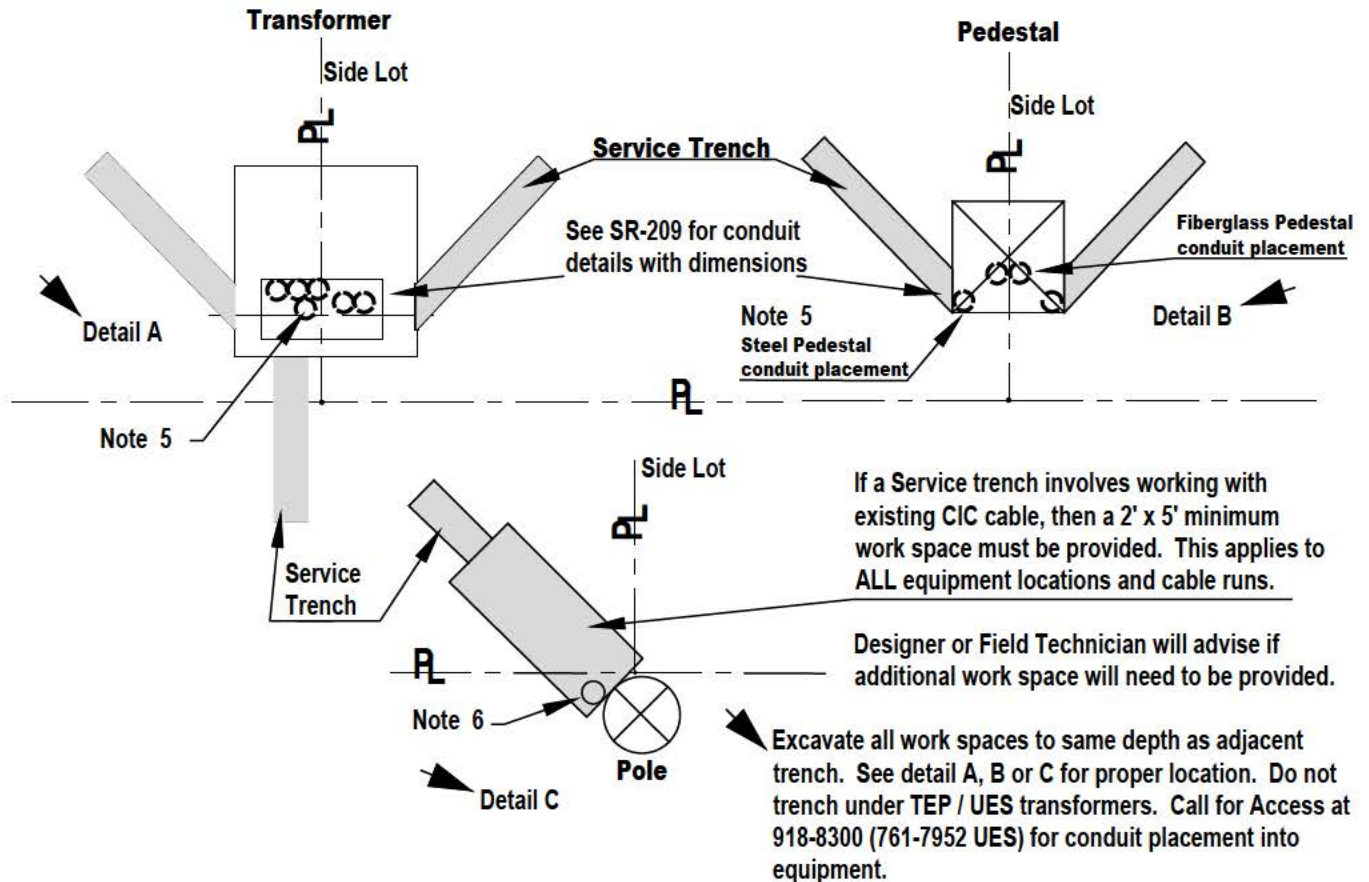 Transformer
Side Lot
PL
Pedestal
Side Lot
PL
Service Trench
See SR-209 for conduit
details with dimensions
Fiberglass Pedestal
conduit placement
Detail A
Note 5
Steel Pedestal
conduit placement
Detail B
PL
Note 5
Side Lot
PL
Service
Trench
If a Service trench involves working with
existing CIC cable, then a 2' x 5' minimum
work space must be provided. This applies to
ALL equipment locations and cable runs.
Designer or Field Technician will advise if
additional work space will need to be provided.
PL
Note 6
Pole
Detail C
Excavate all work spaces to same depth as adjacent
trench. See detail A, B or C for proper location. Do not
trench under TEP / UES transformers. Call for Access at
918-8300 (761-7952 UES) for conduit placement into
equipment.